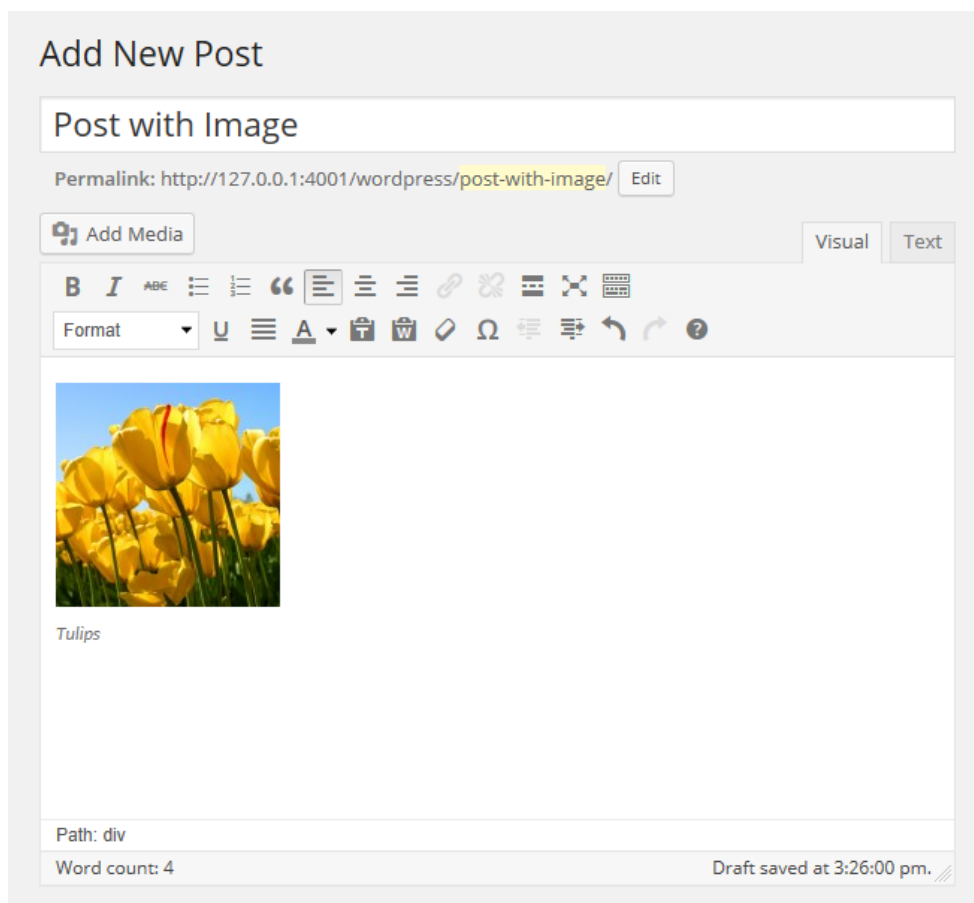 Add New Post
Post with Image
Permalink: http://127.0.0.1:4001/wordpress/post-with-image/ Edit
Add Media
Visual Text
B I ABC
Format U A T W Ω ?
Tulips
Path: div
Word count: 4 Draft saved at 3:26:00 pm.